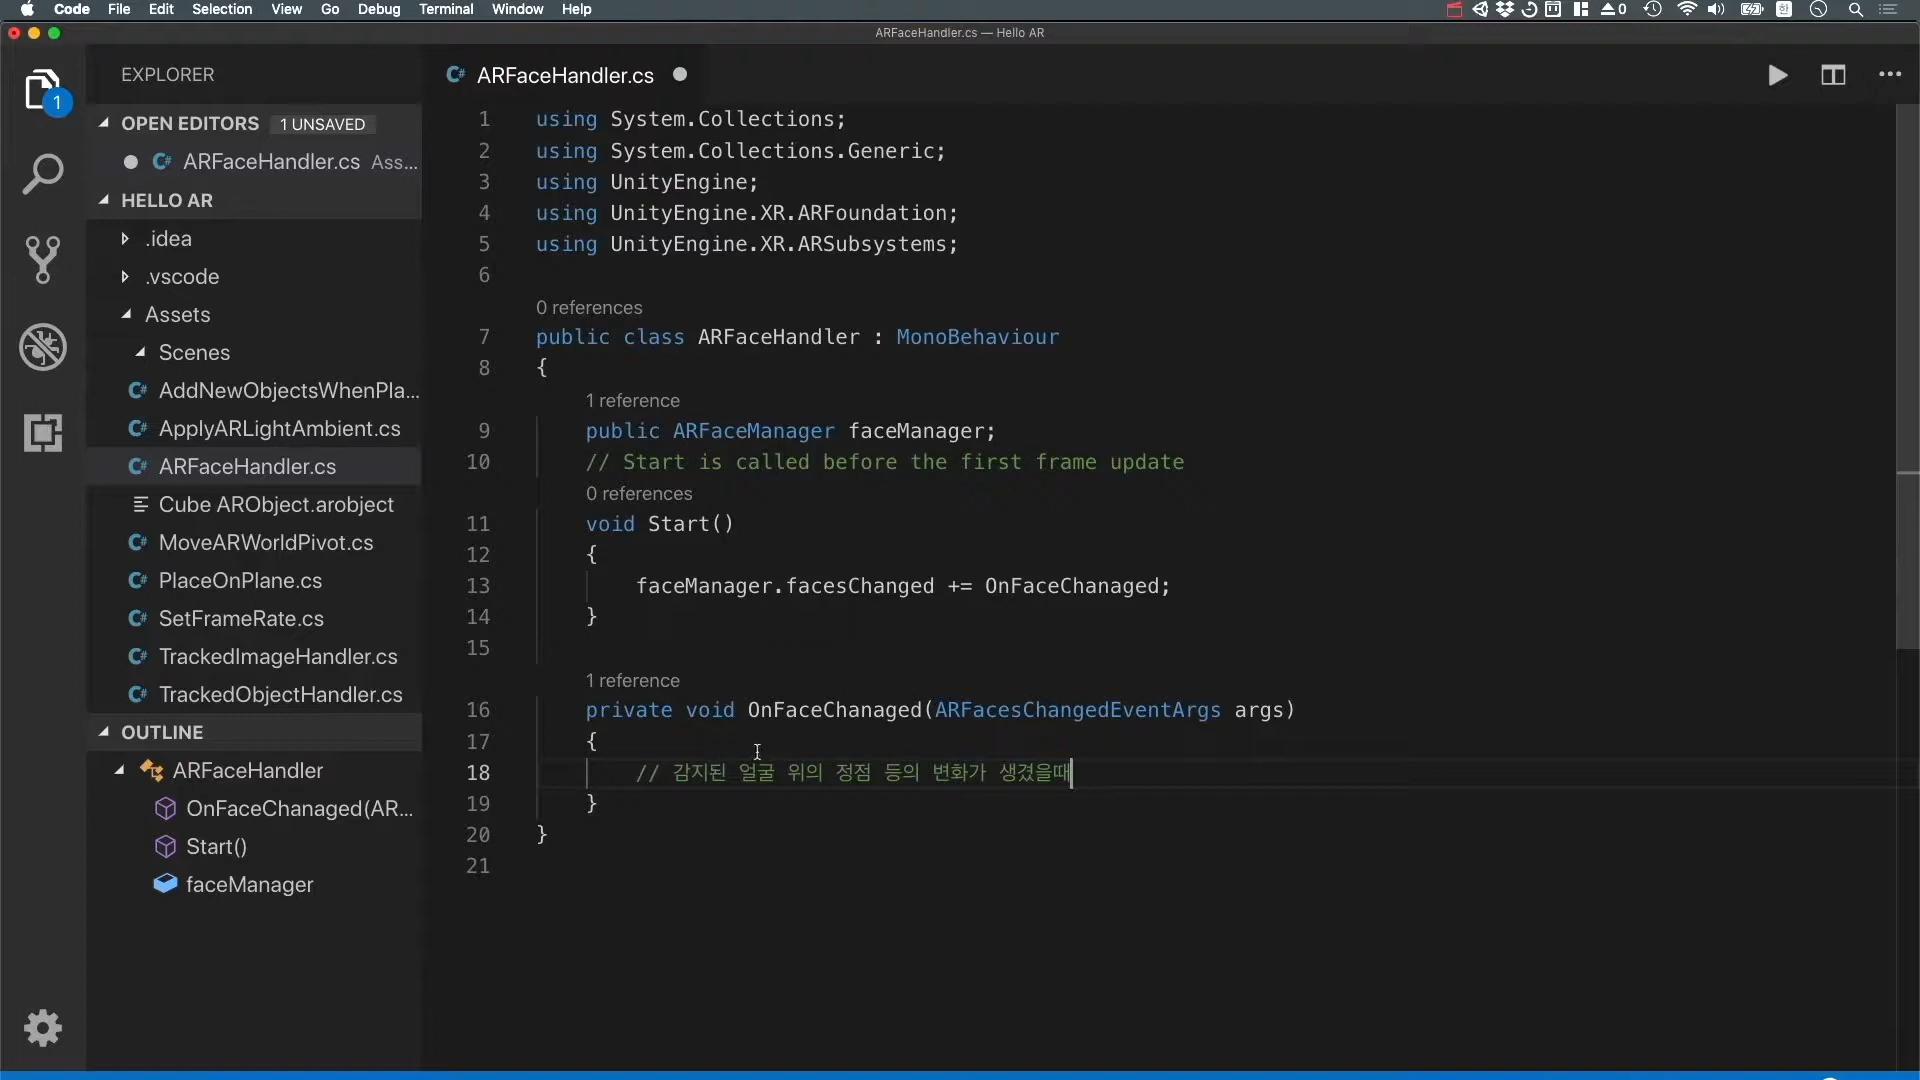 Code File Edit Selection View Go Debug Terminal Window Help
0 한
ARFaceHandler.cs — Hello AR
EXPLORER
1
OPEN EDITORS 1 UNSAVED
C# ARFaceHandler.cs Ass...
HELLO AR
.idea
.vscode
Assets
Scenes
C# AddNewObjectsWhenPla...
C# ApplyARLightAmbient.cs
C# ARFaceHandler.cs
Cube ARObject.arobject
C# MoveARWorldPivot.cs
C# PlaceOnPlane.cs
C# SetFrameRate.cs
C# TrackedImageHandler.cs
C# TrackedObjectHandler.cs
OUTLINE
ARFaceHandler
OnFaceChanaged(AR...
Start()
faceManager
C# ARFaceHandler.cs
1 using System.Collections;
2 using System.Collections.Generic;
3 using UnityEngine;
4 using UnityEngine.XR.ARFoundation;
5 using UnityEngine.XR.ARSubsystems;
6
0 references
7 public class ARFaceHandler : MonoBehaviour
8 {
1 reference
9 public ARFaceManager faceManager;
10 // Start is called before the first frame update
0 references
11 void Start()
12 {
13 faceManager.facesChanged += OnFaceChanaged;
14 }
15
1 reference
16 private void OnFaceChanaged(ARFacesChangedEventArgs args)
17 {
18 // 감지된 얼굴 위의 정점 등의 변화가 생겼을때
19 }
20 }
21